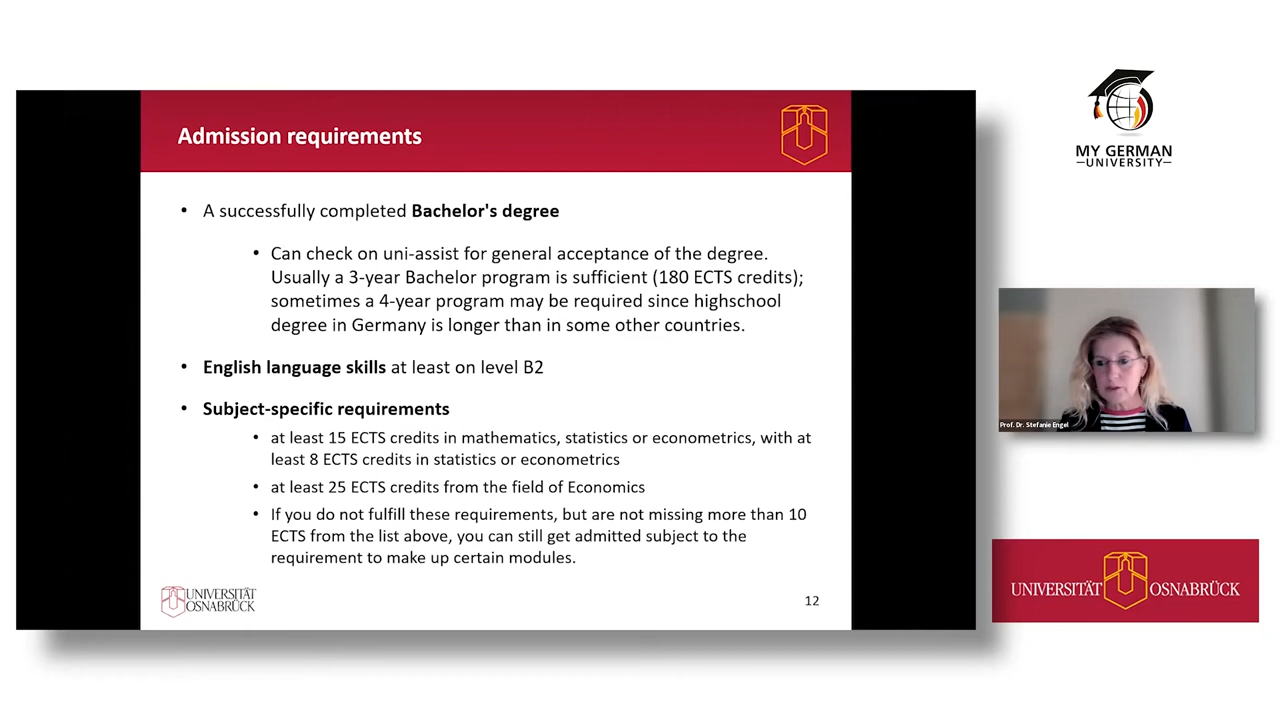 Admission requirements
• A successfully completed Bachelor's degree
• Can check on uni-assist for general acceptance of the degree.
Usually a 3-year Bachelor program is sufficient (180 ECTS credits);
sometimes a 4-year program may be required since highschool
degree in Germany is longer than in some other countries.
• English language skills at least on level B2
• Subject-specific requirements
• at least 15 ECTS credits in mathematics, statistics or econometrics, with at
least 8 ECTS credits in statistics or econometrics
• at least 25 ECTS credits from the field of Economics
• If you do not fulfill these requirements, but are not missing more than 10
ECTS from the list above, you can still get admitted subject to the
requirement to make up certain modules.
UNIVERSITÄT
OSNABRÜCK
12
MY GERMAN
UNIVERSITY
Prof. Dr. Stefanie Engel
UNIVERSITÄT OSNABRÜCK